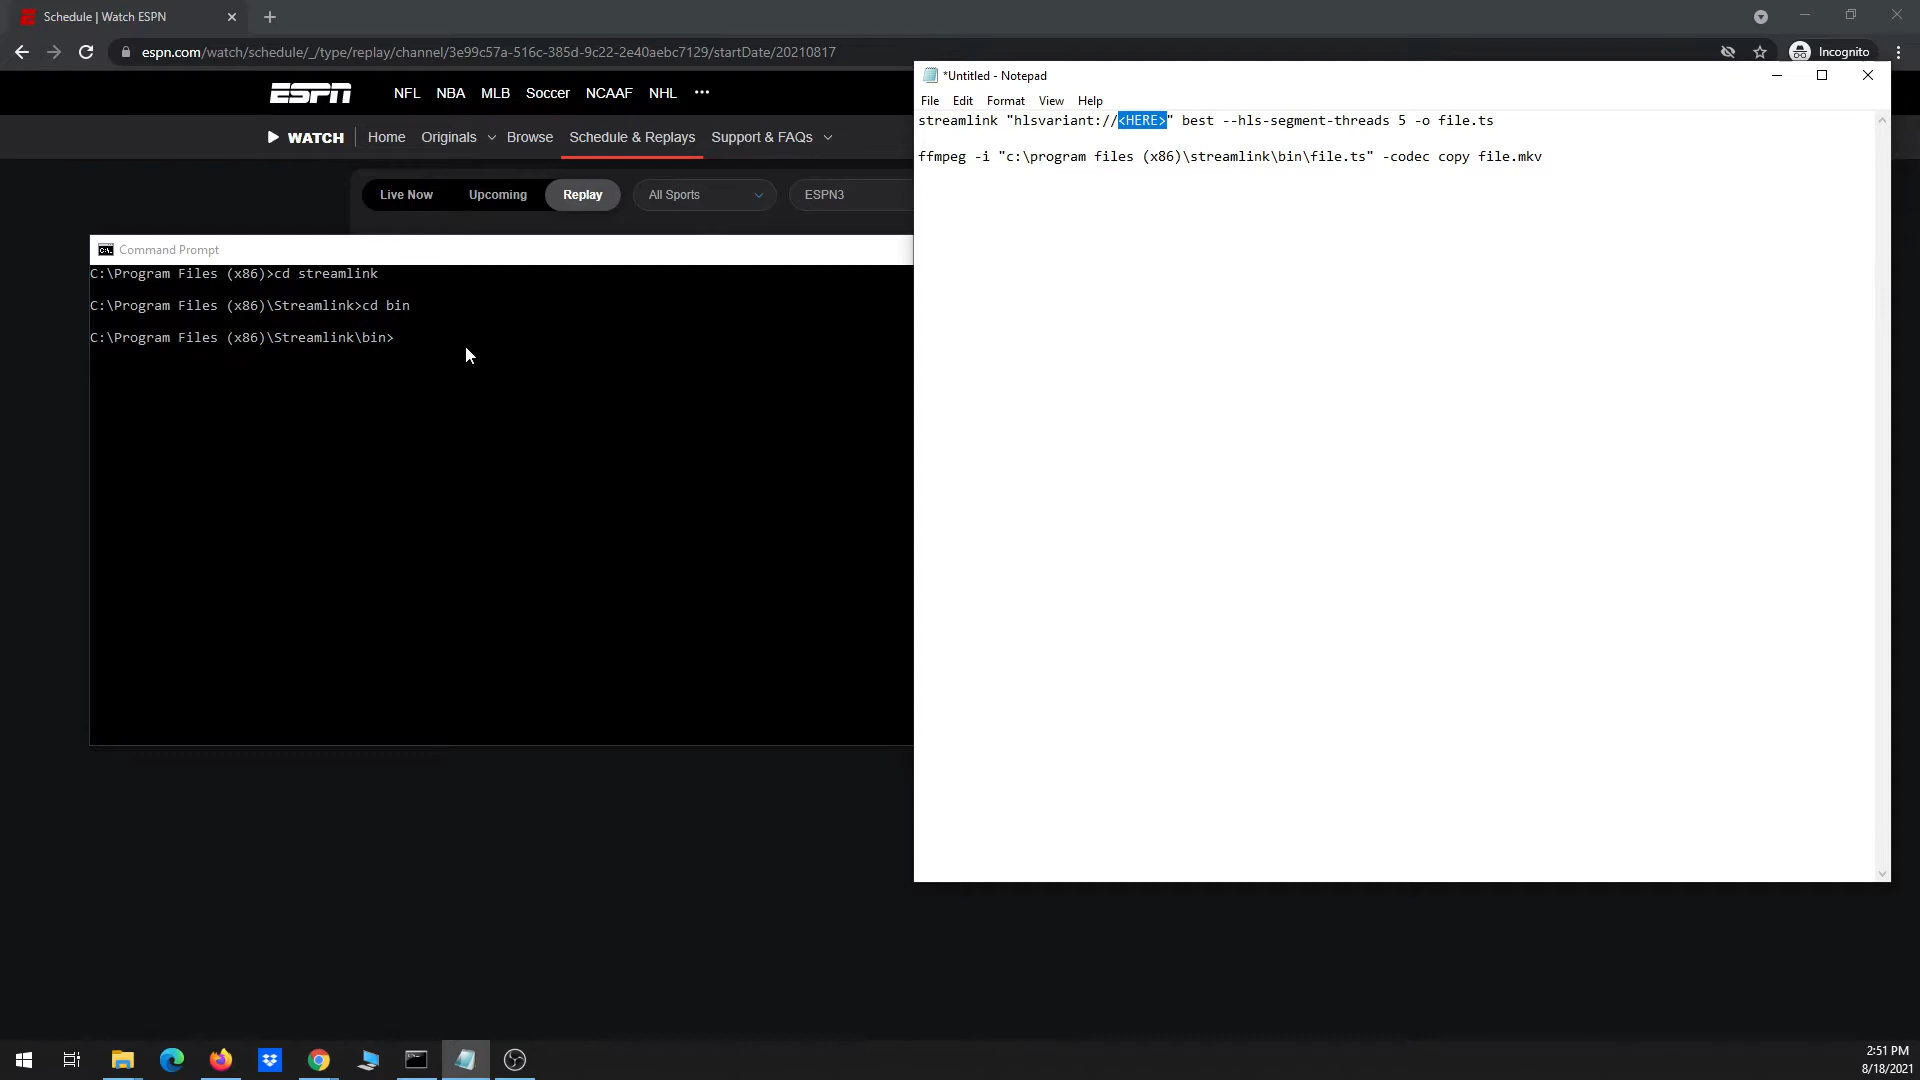 Schedule | Watch ESPN
espn.com/watch/schedule/_/type/replay/channel/3e99c57a-516c-385d-9c22-2e40aebc7129/startDate/20210817
Incognito
ESPN NFL NBA MLB Soccer NCAAF NHL •••
WATCH Home Originals Browse Schedule & Replays Support & FAQs
Live Now Upcoming Replay All Sports ESPN3
Command Prompt
C:\Program Files (x86)>cd streamlink
C:\Program Files (x86)\Streamlink>cd bin
C:\Program Files (x86)\Streamlink\bin>
*Untitled - Notepad
File Edit Format View Help
streamlink "hlsvariant://<HERE>" best --hls-segment-threads 5 -o file.ts
ffmpeg -i "c:\program files (x86)\streamlink\bin\file.ts" -codec copy file.mkv
2:51 PM
8/18/2021